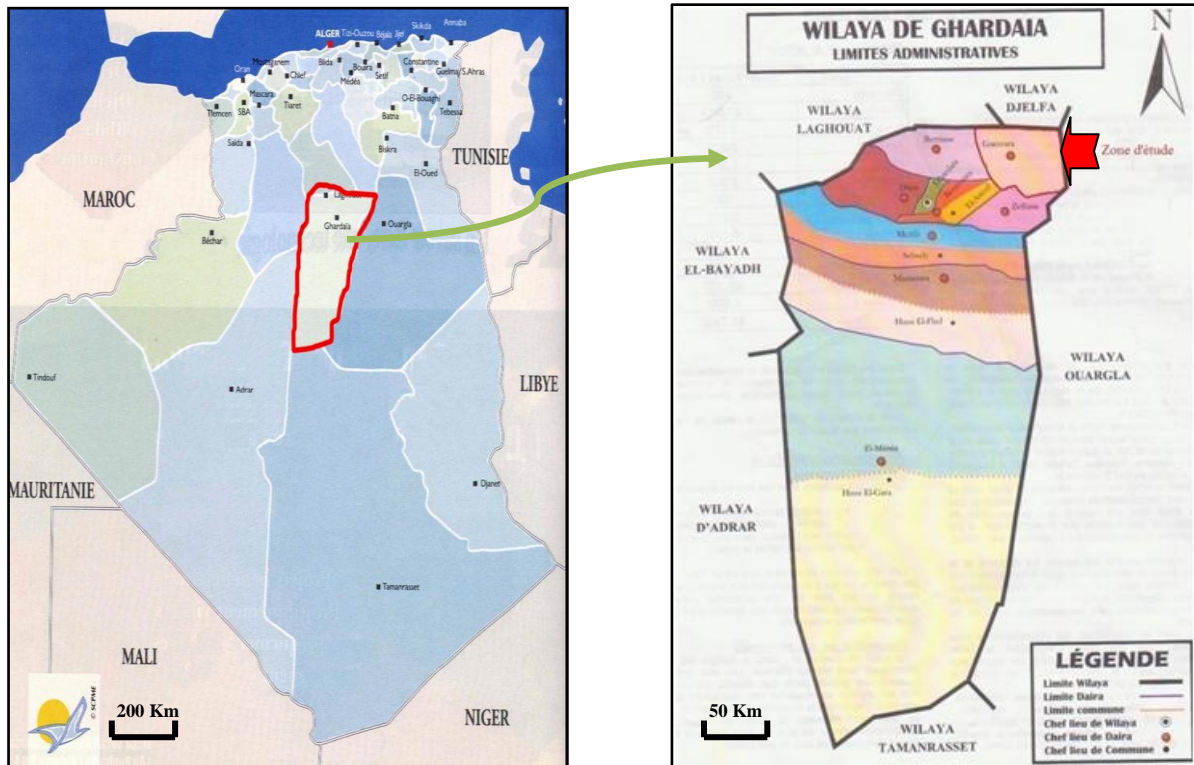 Skikda
Annaba
ALGER
Tizi-Ouzou
Béjaïa
Jijel
Blida
Bouira
Constantine
Mostaganem
Oran
Chlef
Médéa
Setif
Guelma/S.Ahras
Mascara
O-El-Bouaghi
Tlemcen
SBA
Tiaret
Batna
Tebessa
Saïda
Biskra
TUNISIE
El-Oued
MAROC
Ghardaïa
Ouargla
Béchar
Tindouf
Adrar
LIBYE
MAURITANIE
Djanet
Tamanrasset
MALI
NIGER
© SCPME
200 Km
WILAYA DE GHARDAIA
LIMITES ADMINISTRATIVES
N
WILAYA
DJELFA
WILAYA
LAGHOUAT
Berriane
Guerrara
Zone d'étude
Zelfana
Metlili
Sebseb
Mansoura
WILAYA
EL-BAYADH
Hassi El-Fhel
WILAYA
OUARGLA
El-Ménéa
Hassi El-Gara
WILAYA
D'ADRAR
WILAYA
TAMANRASSET
50 Km
LÉGENDE
Limite Wilaya
Limite Daira
Limite commune
Chef lieu de Wilaya
Chef lieu de Daira
Chef lieu de Commune